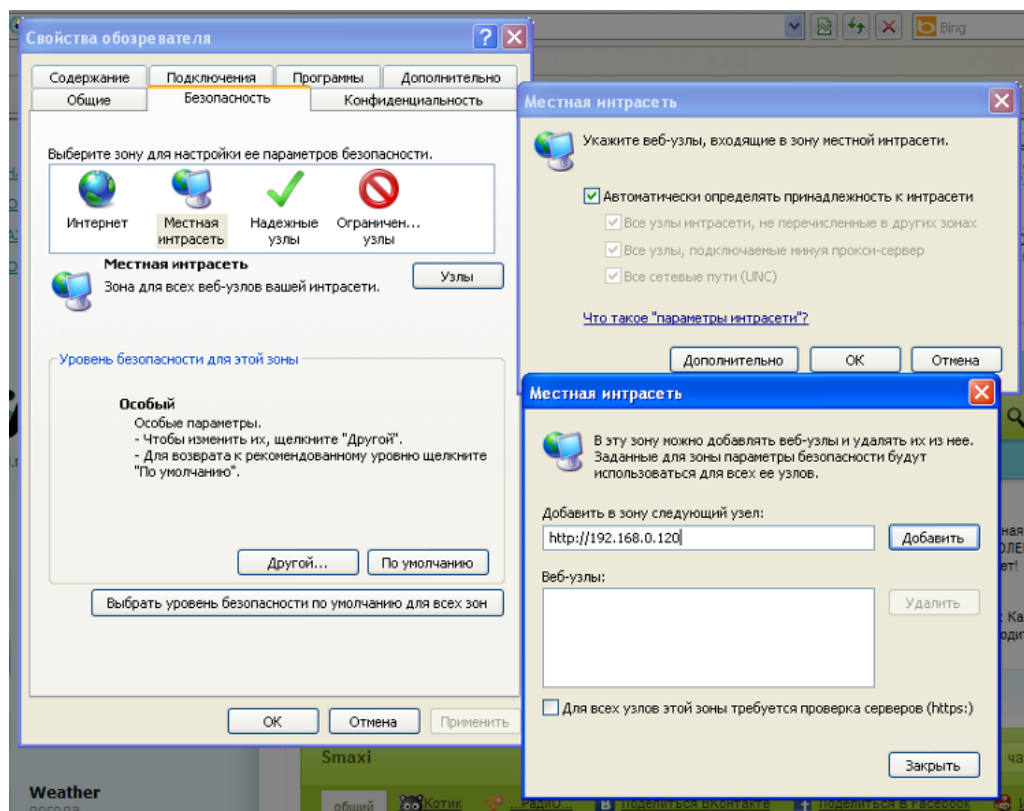 Bing
Свойства обозревателя
Содержание
Подключения
Программы
Дополнительно
Общие
Безопасность
Конфиденциальность
Выберите зону для настройки ее параметров безопасности.
Интернет
Местная
интрасеть
Надежные
узлы
Ограничен...
узлы
Местная интрасеть
Зона для всех веб-узлов вашей интрасети.
Узлы
Уровень безопасности для этой зоны
Особый
Особые параметры.
- Чтобы изменить их, щелкните "Другой".
- Для возврата к рекомендованному уровню щелкните
"По умолчанию".
Другой...
По умолчанию
Выбрать уровень безопасности по умолчанию для всех зон
ОК
Отмена
Применить
Местная интрасеть
Укажите веб-узлы, входящие в зону местной интрасети.
Автоматически определять принадлежность к интрасети
Все узлы интрасети, не перечисленные в других зонах
Все узлы, подключаемые минуя прокси-сервер
Все сетевые пути (UNC)
Что такое "параметры интрасети"?
Дополнительно
ОК
Отмена
Местная интрасеть
В эту зону можно добавлять веб-узлы и удалять их из нее.
Заданные для зоны параметры безопасности будут
использоваться для всех ее узлов.
Добавить в зону следующий узел:
http://192.168.0.120
Добавить
Веб-узлы:
Удалить
Для всех узлов этой зоны требуется проверка серверов (https:)
Закрыть
Smaxi
Weather
погода
общий
Котик
...РадиО...
Поделиться ВКонтакте
Поделиться в Facebook